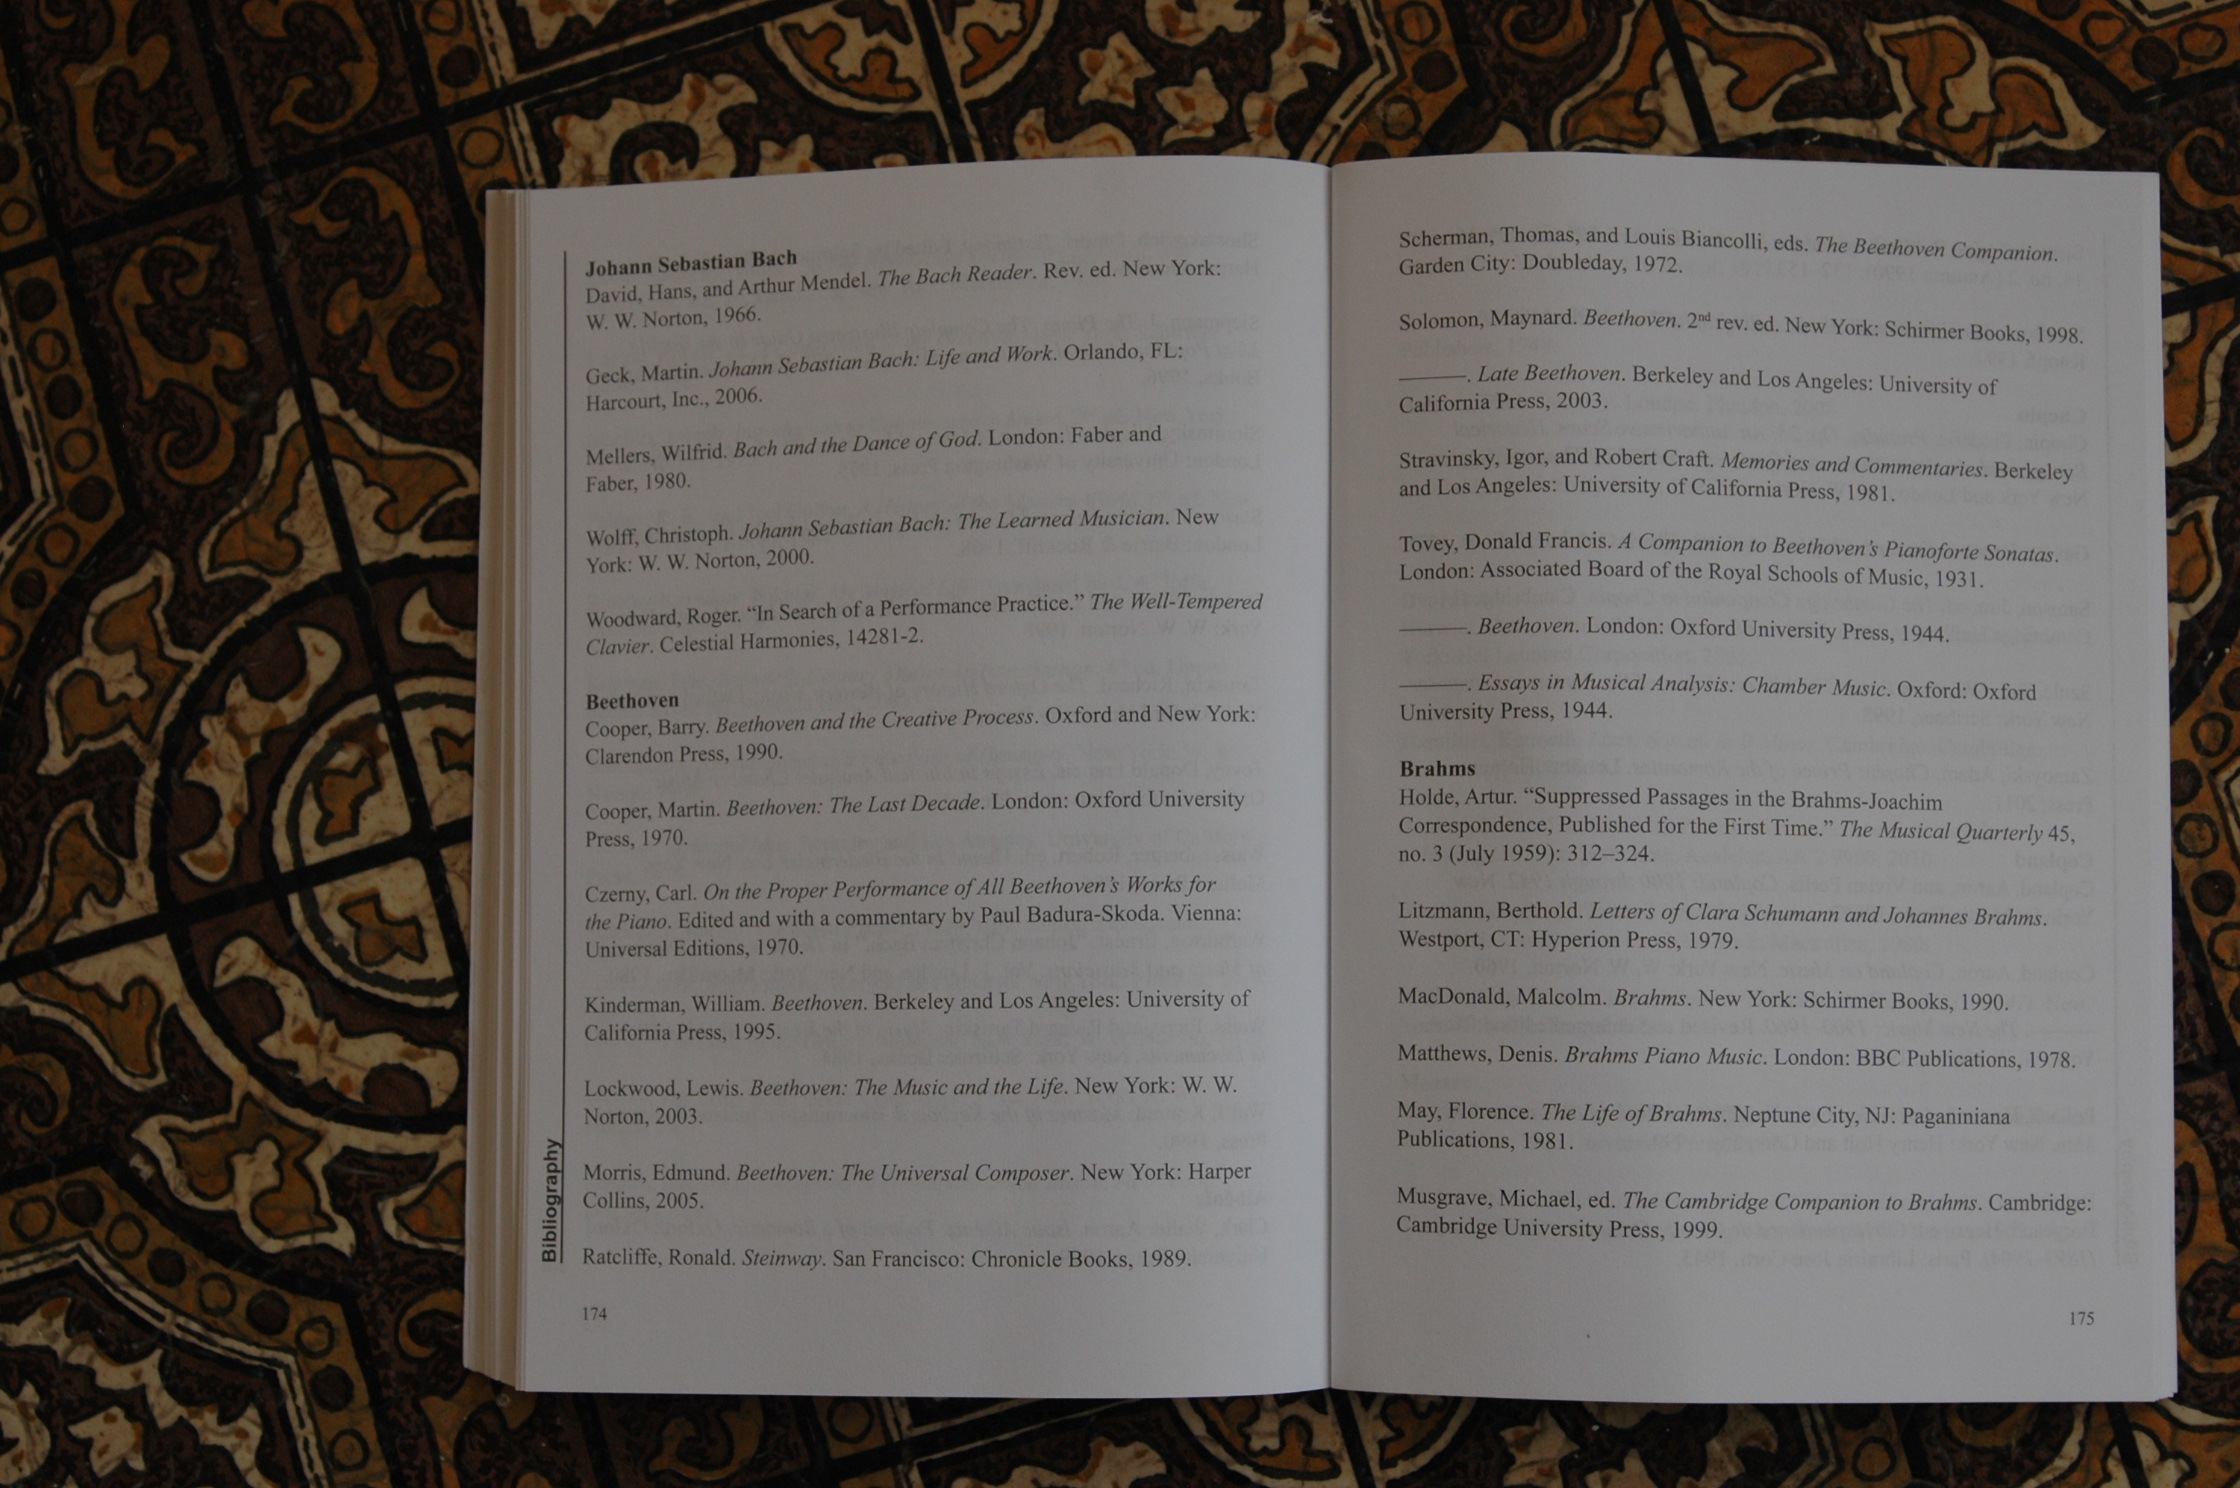 Bibliography
Johann Sebastian Bach
David, Hans, and Arthur Mendel. The Bach Reader. Rev. ed. New York:
W. W. Norton, 1966.
Geck, Martin. Johann Sebastian Bach: Life and Work. Orlando, FL:
Harcourt, Inc., 2006.
Mellers, Wilfrid. Bach and the Dance of God. London: Faber and
Faber, 1980.
Wolff, Christoph. Johann Sebastian Bach: The Learned Musician. New
York: W. W. Norton, 2000.
Woodward, Roger. “In Search of a Performance Practice.” The Well-Tempered
Clavier. Celestial Harmonies, 14281-2.
Beethoven
Cooper, Barry. Beethoven and the Creative Process. Oxford and New York:
Clarendon Press, 1990.
Cooper, Martin. Beethoven: The Last Decade. London: Oxford University
Press, 1970.
Czerny, Carl. On the Proper Performance of All Beethoven’s Works for
the Piano. Edited and with a commentary by Paul Badura-Skoda. Vienna:
Universal Editions, 1970.
Kinderman, William. Beethoven. Berkeley and Los Angeles: University of
California Press, 1995.
Lockwood, Lewis. Beethoven: The Music and the Life. New York: W. W.
Norton, 2003.
Morris, Edmund. Beethoven: The Universal Composer. New York: Harper
Collins, 2005.
Ratcliffe, Ronald. Steinway. San Francisco: Chronicle Books, 1989.
174
Scherman, Thomas, and Louis Biancolli, eds. The Beethoven Companion.
Garden City: Doubleday, 1972.
Solomon, Maynard. Beethoven. 2nd rev. ed. New York: Schirmer Books, 1998.
———. Late Beethoven. Berkeley and Los Angeles: University of
California Press, 2003.
Stravinsky, Igor, and Robert Craft. Memories and Commentaries. Berkeley
and Los Angeles: University of California Press, 1981.
Tovey, Donald Francis. A Companion to Beethoven’s Pianoforte Sonatas.
London: Associated Board of the Royal Schools of Music, 1931.
———. Beethoven. London: Oxford University Press, 1944.
———. Essays in Musical Analysis: Chamber Music. Oxford: Oxford
University Press, 1944.
Brahms
Holde, Artur. “Suppressed Passages in the Brahms-Joachim
Correspondence, Published for the First Time.” The Musical Quarterly 45,
no. 3 (July 1959): 312–324.
Litzmann, Berthold. Letters of Clara Schumann and Johannes Brahms.
Westport, CT: Hyperion Press, 1979.
MacDonald, Malcolm. Brahms. New York: Schirmer Books, 1990.
Matthews, Denis. Brahms Piano Music. London: BBC Publications, 1978.
May, Florence. The Life of Brahms. Neptune City, NJ: Paganiniana
Publications, 1981.
Musgrave, Michael, ed. The Cambridge Companion to Brahms. Cambridge:
Cambridge University Press, 1999.
175